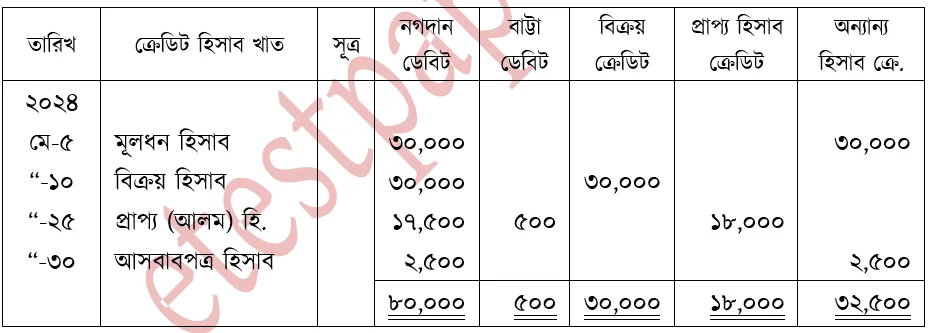 তারিখ ক্রেডিট হিসাব খাত সূত্র নগদান ডেবিট বাট্টা ডেবিট বিক্রয় ক্রেডিট প্রাপ্য হিসাব ক্রেডিট অন্যান্য হিসাব ক্রে.
২০২৪
মে-৫ মূলধন হিসাব ৩০,০০০ ৩০,০০০
“-১০ বিক্রয় হিসাব ৩০,০০০ ৩০,০০০
“-২৫ প্রাপ্য (আলম) হি. ১৭,৫০০ ৫০০ ১৮,০০০
“-৩০ আসবাবপত্র হিসাব ২,৫০০ ২,৫০০
৮০,০০০ ৫০০ ৩০,০০০ ১৮,০০০ ৩২,৫০০
etestpap